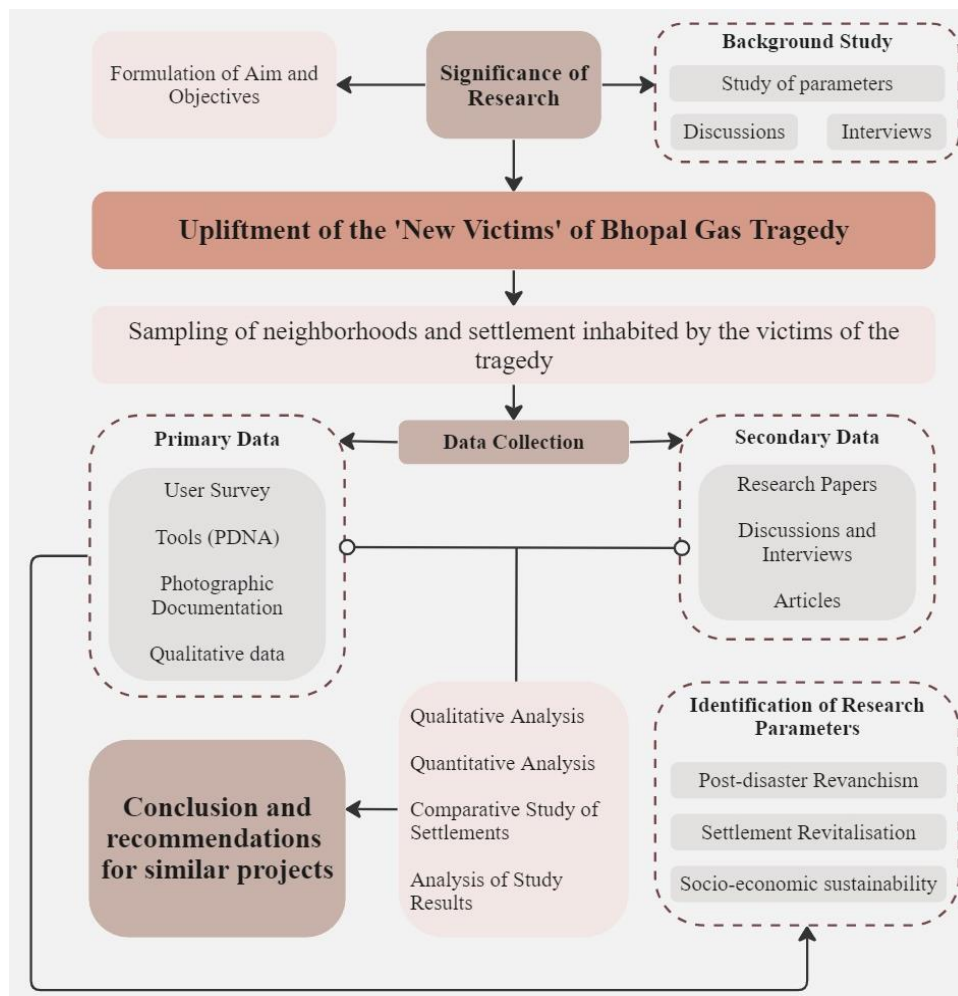 Formulation of Aim and
Objectives
Significance of
Research
Background Study
Study of parameters
Discussions
Interviews
Upliftment of the 'New Victims' of Bhopal Gas Tragedy
Sampling of neighborhoods and settlement inhabited by the victims of the
tragedy
Data Collection
Primary Data
User Survey
Tools (PDNA)
Photographic
Documentation
Qualitative data
Secondary Data
Research Papers
Discussions and
Interviews
Articles
Qualitative Analysis
Quantitative Analysis
Comparative Study of
Settlements
Analysis of Study
Results
Conclusion and
recommendations
for similar projects
Identification of Research
Parameters
Post-disaster Revanchism
Settlement Revitalisation
Socio-economic sustainability